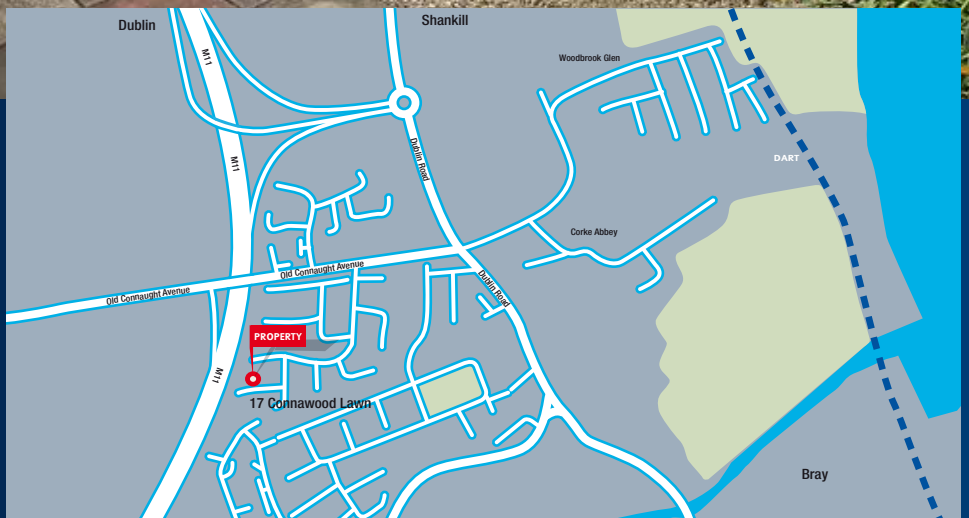 Dublin
Shankill
M11
Woodbrook Glen
M11
Dublin Road
DART
Corke Abbey
Old Connaught Avenue
Old Connaught Avenue
Dublin Road
PROPERTY
M11
17 Connawood Lawn
Bray